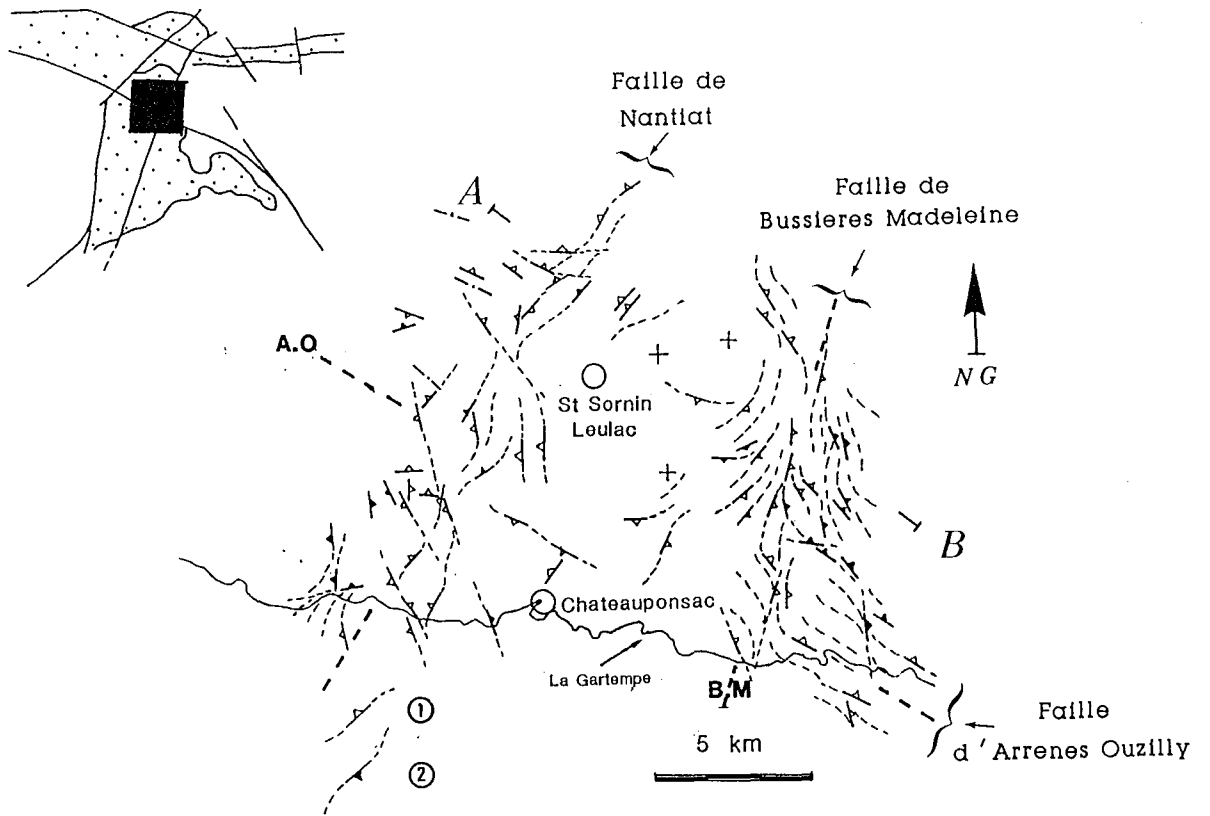 Faille de
Nantiat
A
Faille de
Bussieres Madeleine
A.O
NG
St Sornin
Leulac
B
Chateauponsac
La Gartempe
B.M
①
②
5 km
Faille
d'Arrenes Ouzilly